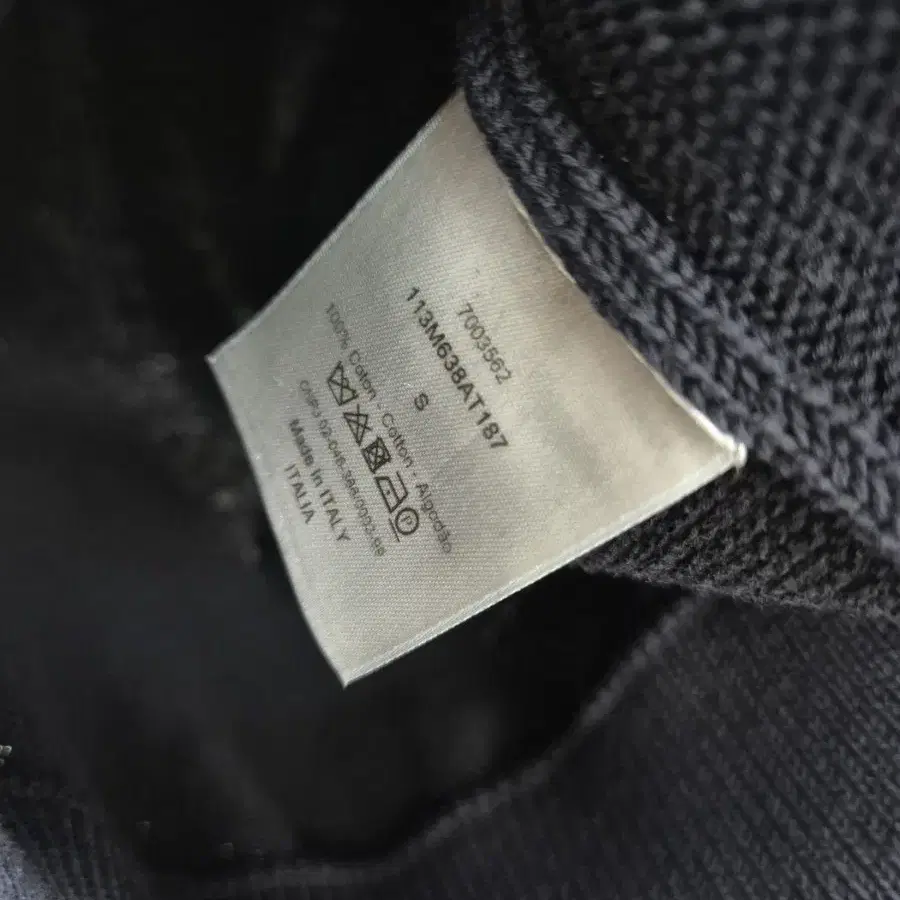 7003562
113M638AT187
S
100% Coton - Cotton - Algodão
P
Made in ITALY
ITALIA